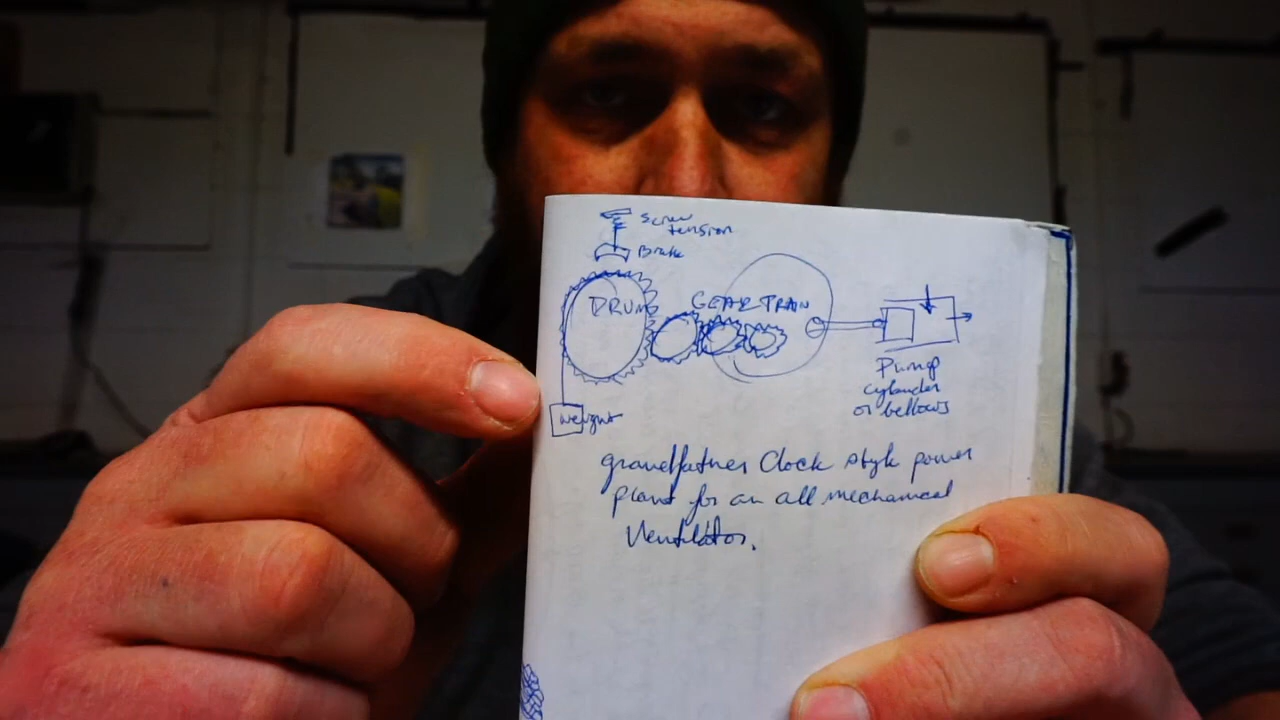 Screw
tension
Brake
DRUM
GEAR TRAIN
weight
Pump
cylinder
or bellows
grandfather Clock style power
plant for an all mechanical
Ventilator.